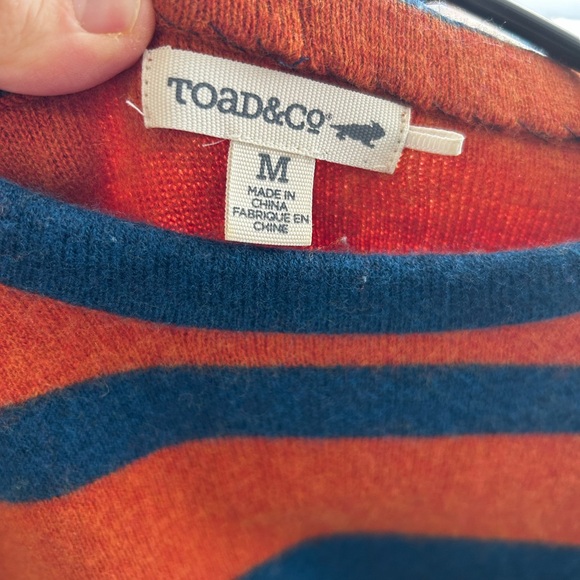 TOAD&CO®
M
MADE IN
CHINA
FABRIQUE EN
CHINE